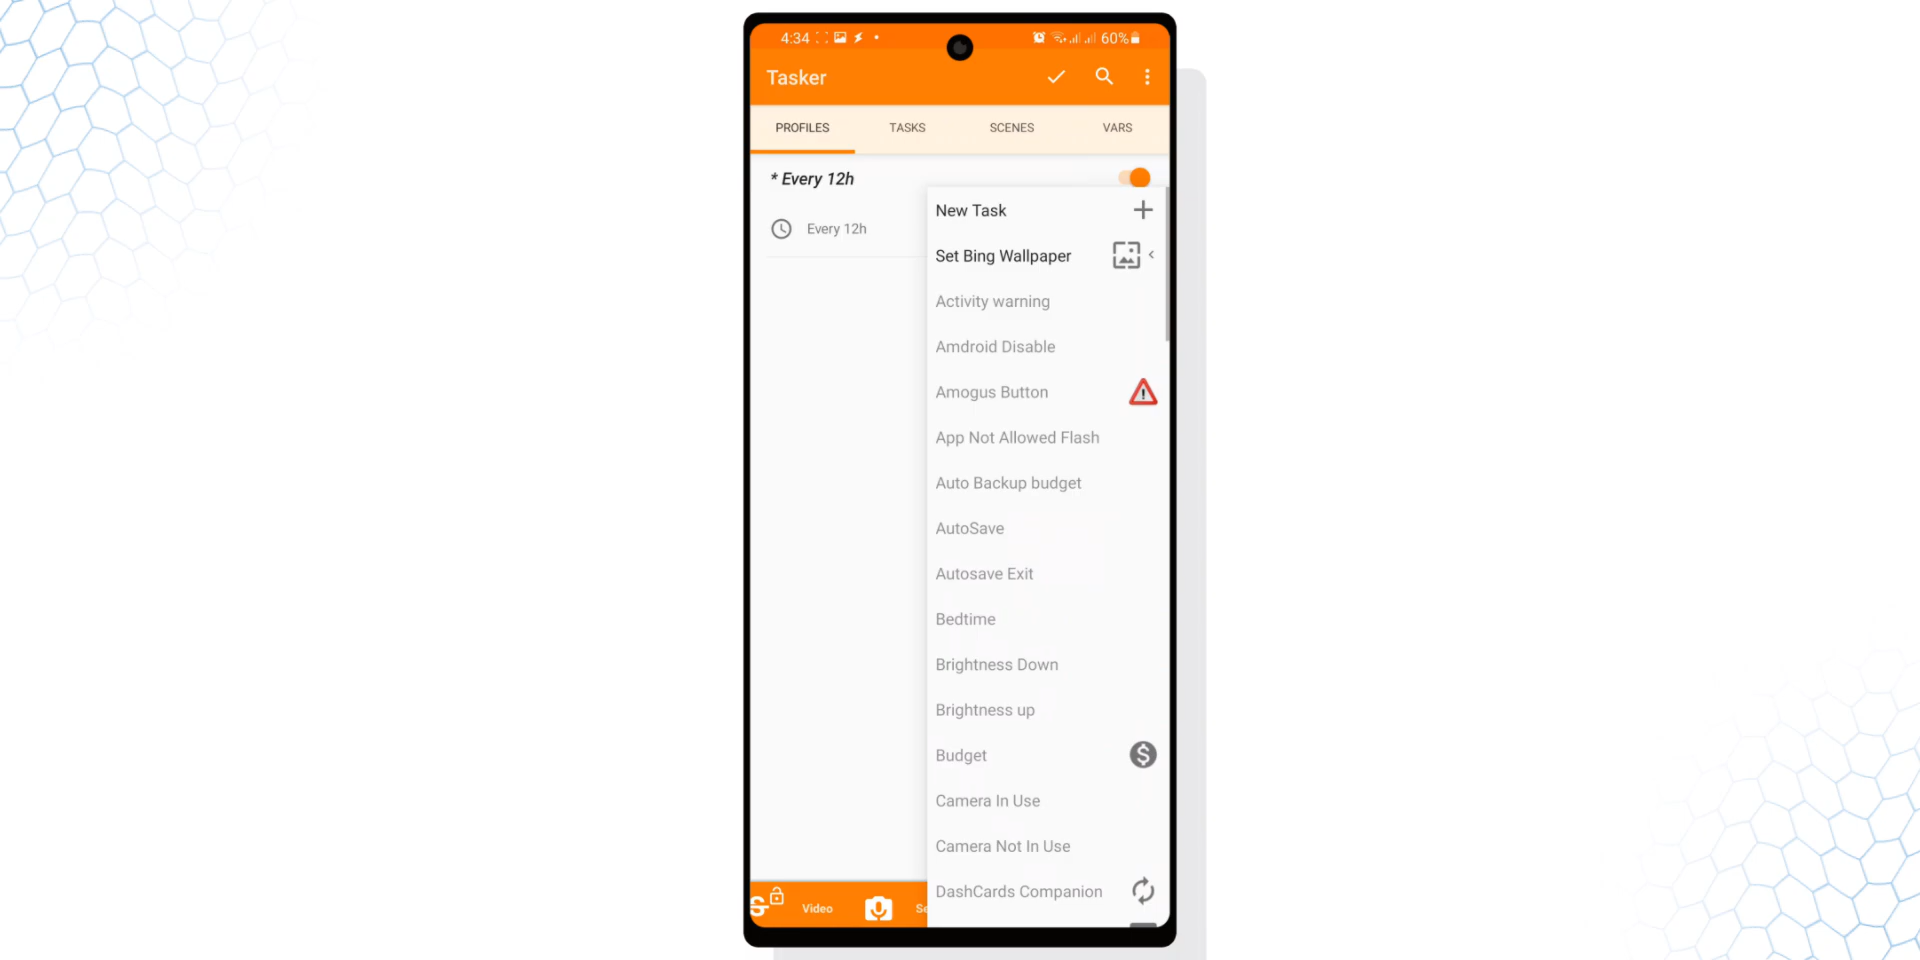 4:34
60%
Tasker
PROFILES TASKS SCENES VARS
* Every 12h
Every 12h
New Task
Set Bing Wallpaper
Activity warning
Amdroid Disable
Amogus Button
App Not Allowed Flash
Auto Backup budget
AutoSave
Autosave Exit
Bedtime
Brightness Down
Brightness up
Budget
Camera In Use
Camera Not In Use
DashCards Companion
Video
Se